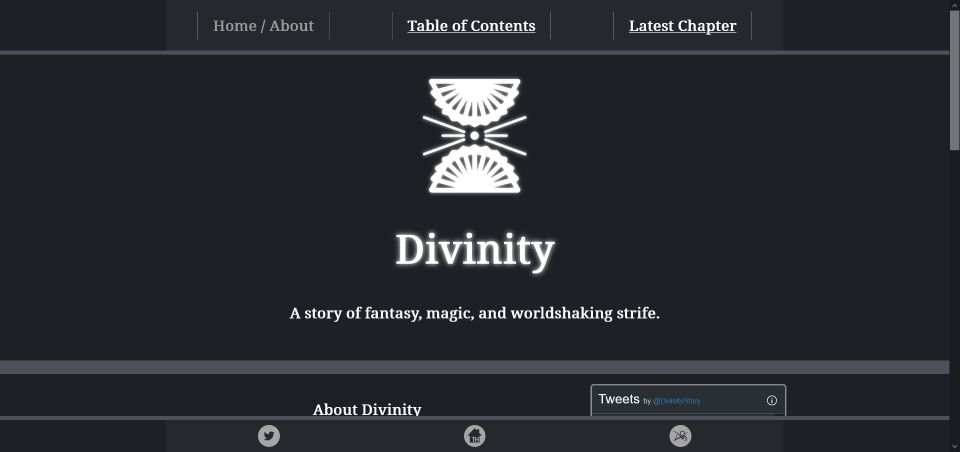 Home / About
Table of Contents
Latest Chapter
Divinity
A story of fantasy, magic, and worldshaking strife.
About Divinity
Tweets by @DivinityStory